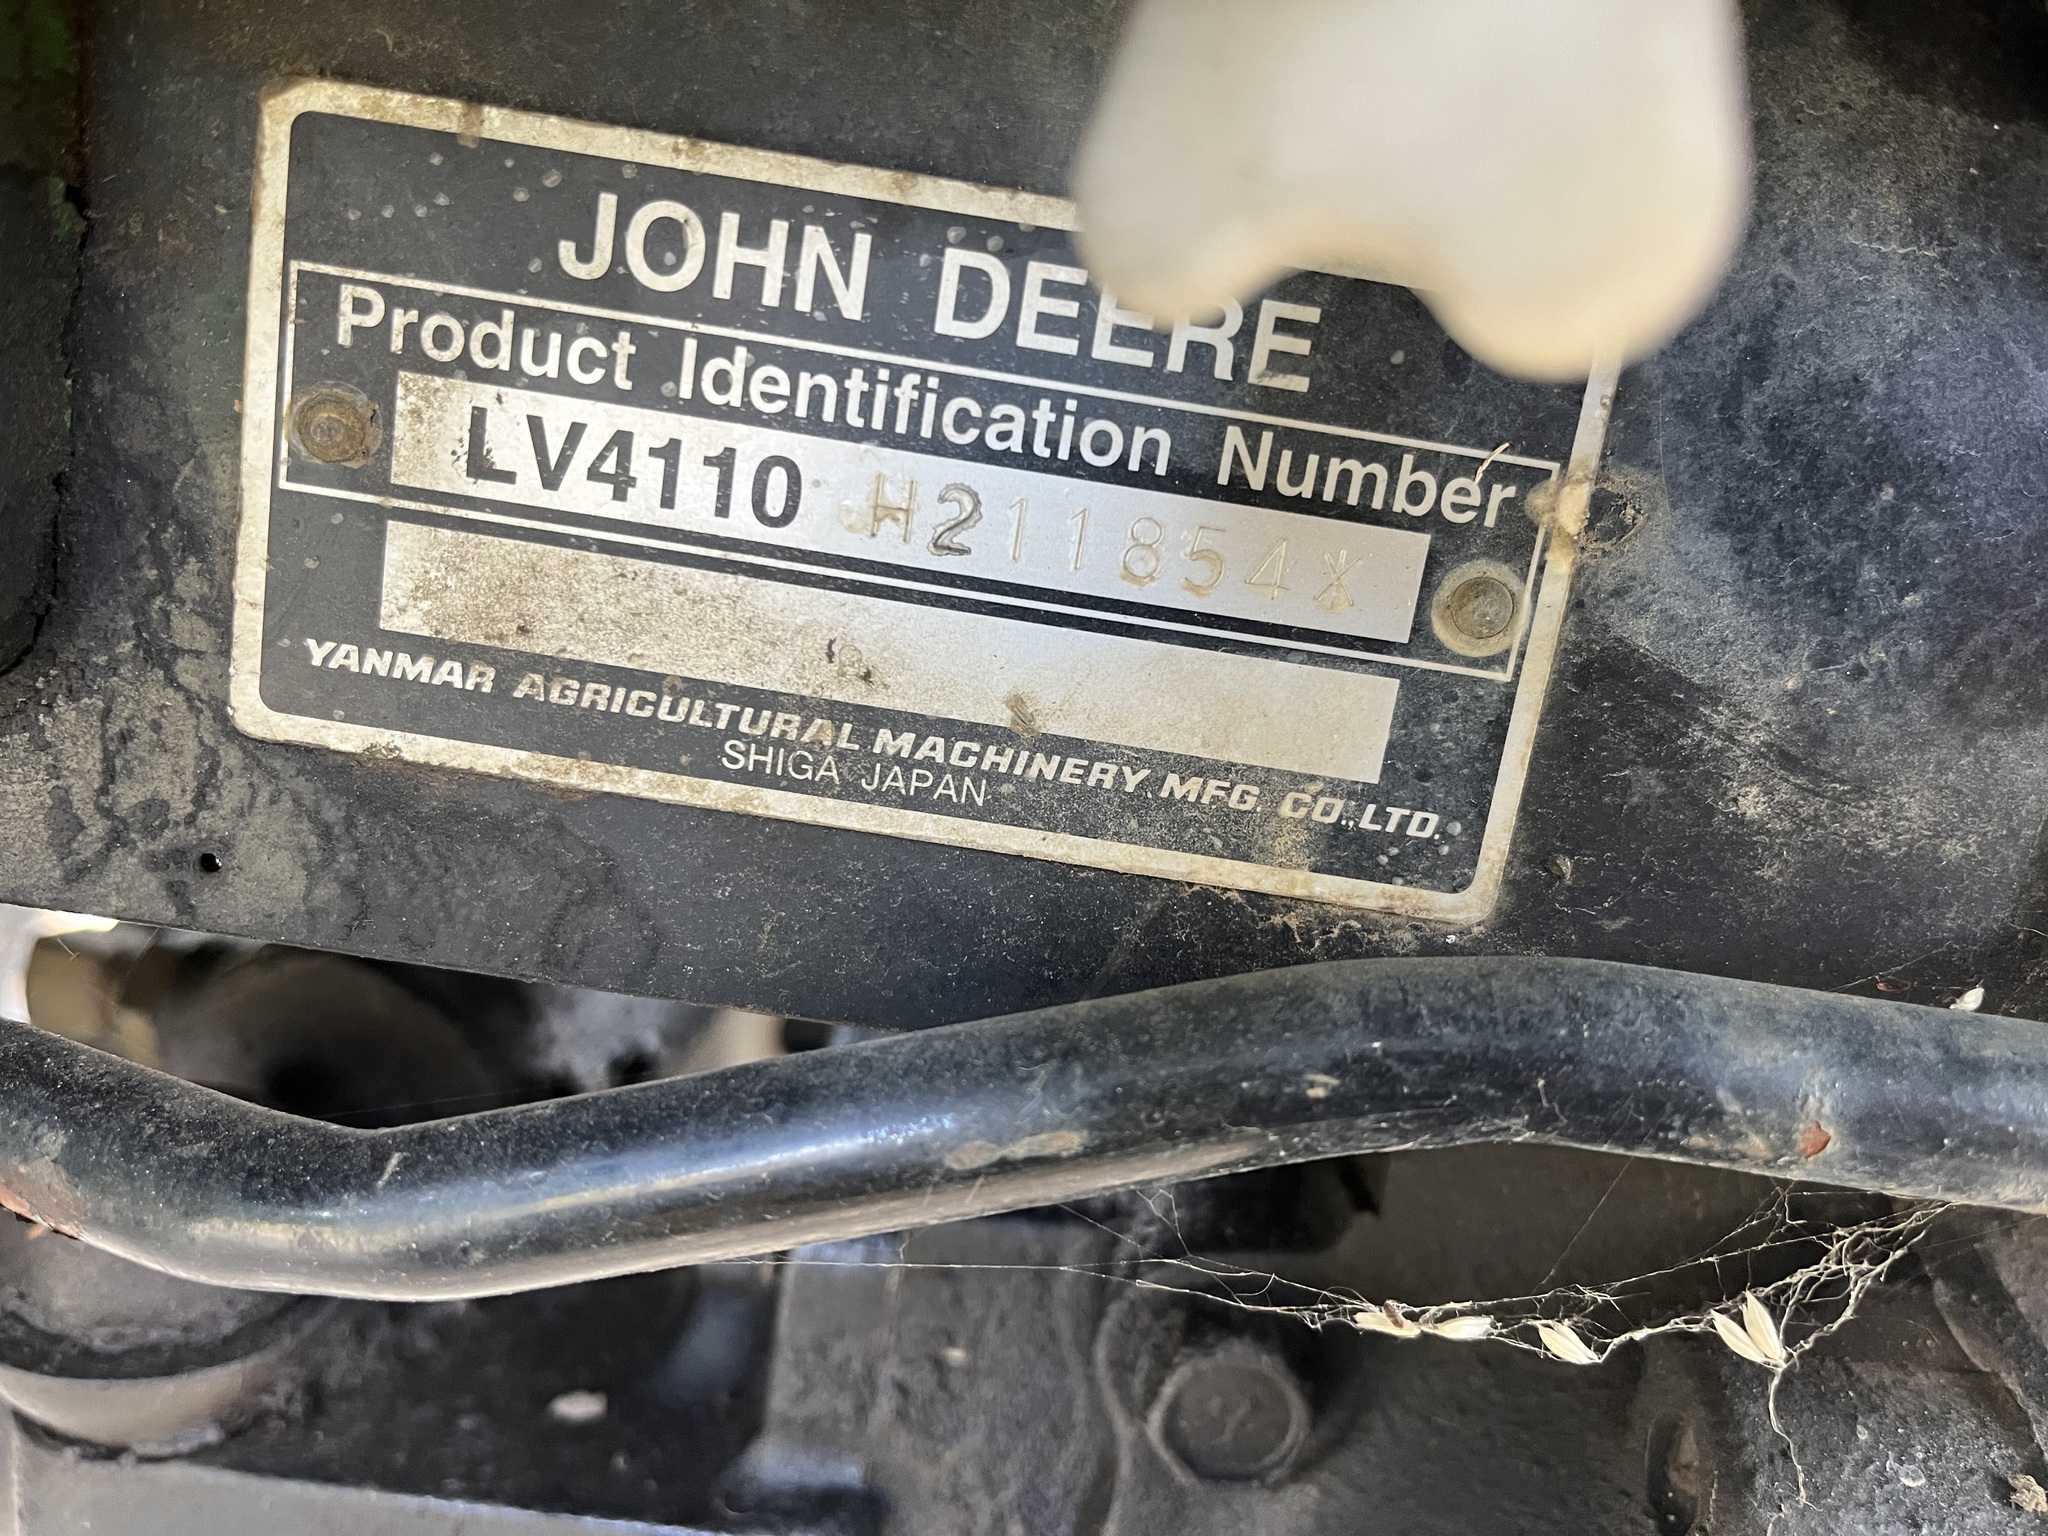 JOHN DEERE
Product Identification Number
LV4110 H211854X
YANMAR AGRICULTURAL MACHINERY MFG. CO., LTD.
SHIGA JAPAN